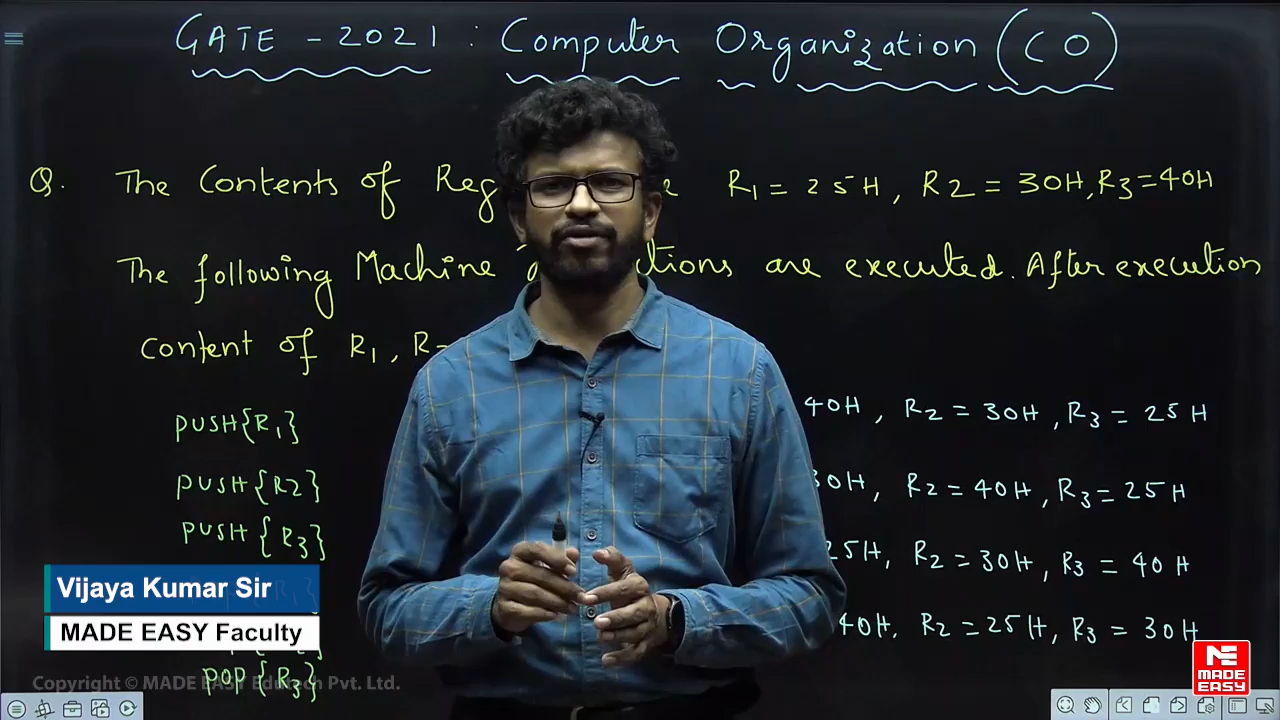 GATE - 2021 : Computer Organization (CO)
Q. The Contents of Reg R1 = 25H, R2 = 30H, R3=40H
The following Machine are executed. After execution
Content of R1, R
PUSH{R1}
40H, R2 = 30H, R3 = 25H
PUSH{R2}
30H, R2 = 40H, R3 = 25H
PUSH{R3}
25H, R2 = 30H, R3 = 40H
Vijaya Kumar Sir
MADE EASY Faculty
40H, R2 = 25H, R3 = 30H
POP{R3}
Copyright © MADE EASY Edutech Pvt. Ltd.
MADE EASY